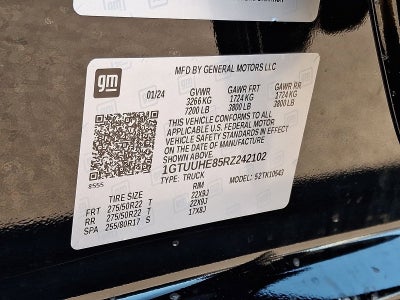 gm
MFD BY GENERAL MOTORS LLC
01/24 GVWR GAWR FRT GAWR RR
3266 KG 1724 KG 1724 KG
7200 LB 3800 LB 3800 LB
THIS VEHICLE CONFORMS TO ALL
APPLICABLE U.S. FEDERAL MOTOR
VEHICLE SAFETY STANDARDS IN EFFECT
ON THE DATE OF MANUFACTURE
1GTUUHE85RZ242102
8555 TYPE: TRUCK MODEL: 52TK10543
TIRE SIZE RIM
FRT 275/50R22 T 22X9J
RR 275/50R22 T 22X9J
SPA 255/80R17 S 17X8J